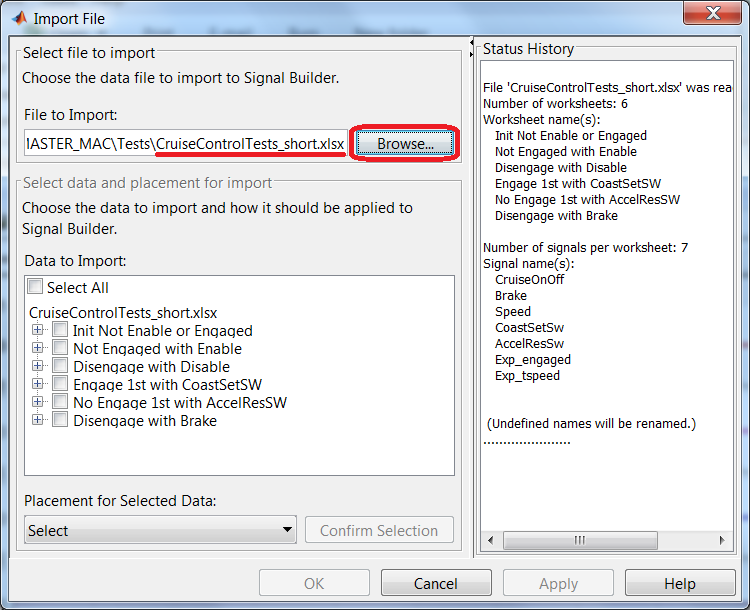 Import File
Select file to import
Choose the data file to import to Signal Builder.
File to Import:
MASTER_MAC\Tests\CruiseControlTests_short.xlsx
Browse...
Select data and placement for import
Choose the data to import and how it should be applied to
Signal Builder.
Data to Import:
Select All
CruiseControlTests_short.xlsx
Init Not Enable or Engaged
Not Engaged with Enable
Disengage with Disable
Engage 1st with CoastSetSW
No Engage 1st with AccelResSW
Disengage with Brake
Placement for Selected Data:
Select
Confirm Selection
Status History
File 'CruiseControlTests_short.xlsx' was rea
Number of worksheets: 6
Worksheet name(s):
Init Not Enable or Engaged
Not Engaged with Enable
Disengage with Disable
Engage 1st with CoastSetSW
No Engage 1st with AccelResSW
Disengage with Brake
Number of signals per worksheet: 7
Signal name(s):
CruiseOnOff
Brake
Speed
CoastSetSw
AccelResSw
Exp_engaged
Exp_tspeed
(Undefined names will be renamed.)
OK
Cancel
Apply
Help